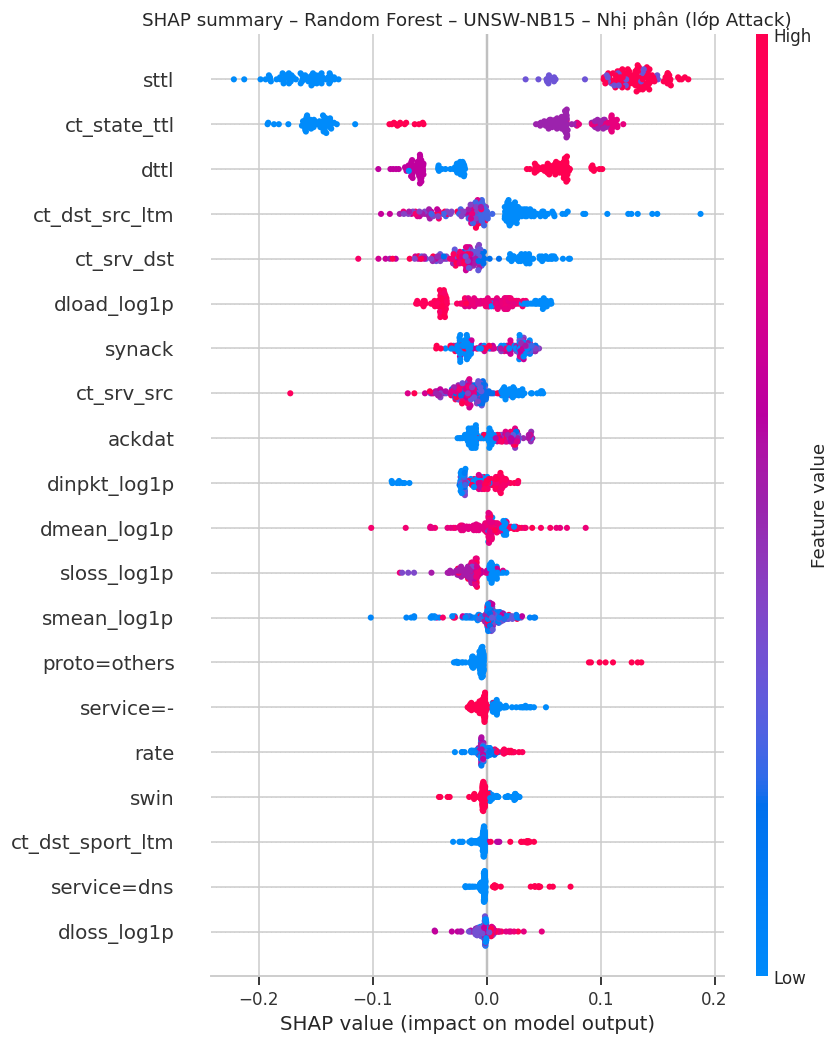 SHAP summary – Random Forest – UNSW-NB15 – Nhị phân (lớp Attack)
High
sttl
ct_state_ttl
dttl
ct_dst_src_ltm
ct_srv_dst
dload_log1p
synack
ct_srv_src
ackdat
dinpkt_log1p
dmean_log1p
sloss_log1p
smean_log1p
proto=others
service=-
rate
swin
ct_dst_sport_ltm
service=dns
dloss_log1p
Feature value
Low
−0.2 −0.1 0.0 0.1 0.2
SHAP value (impact on model output)